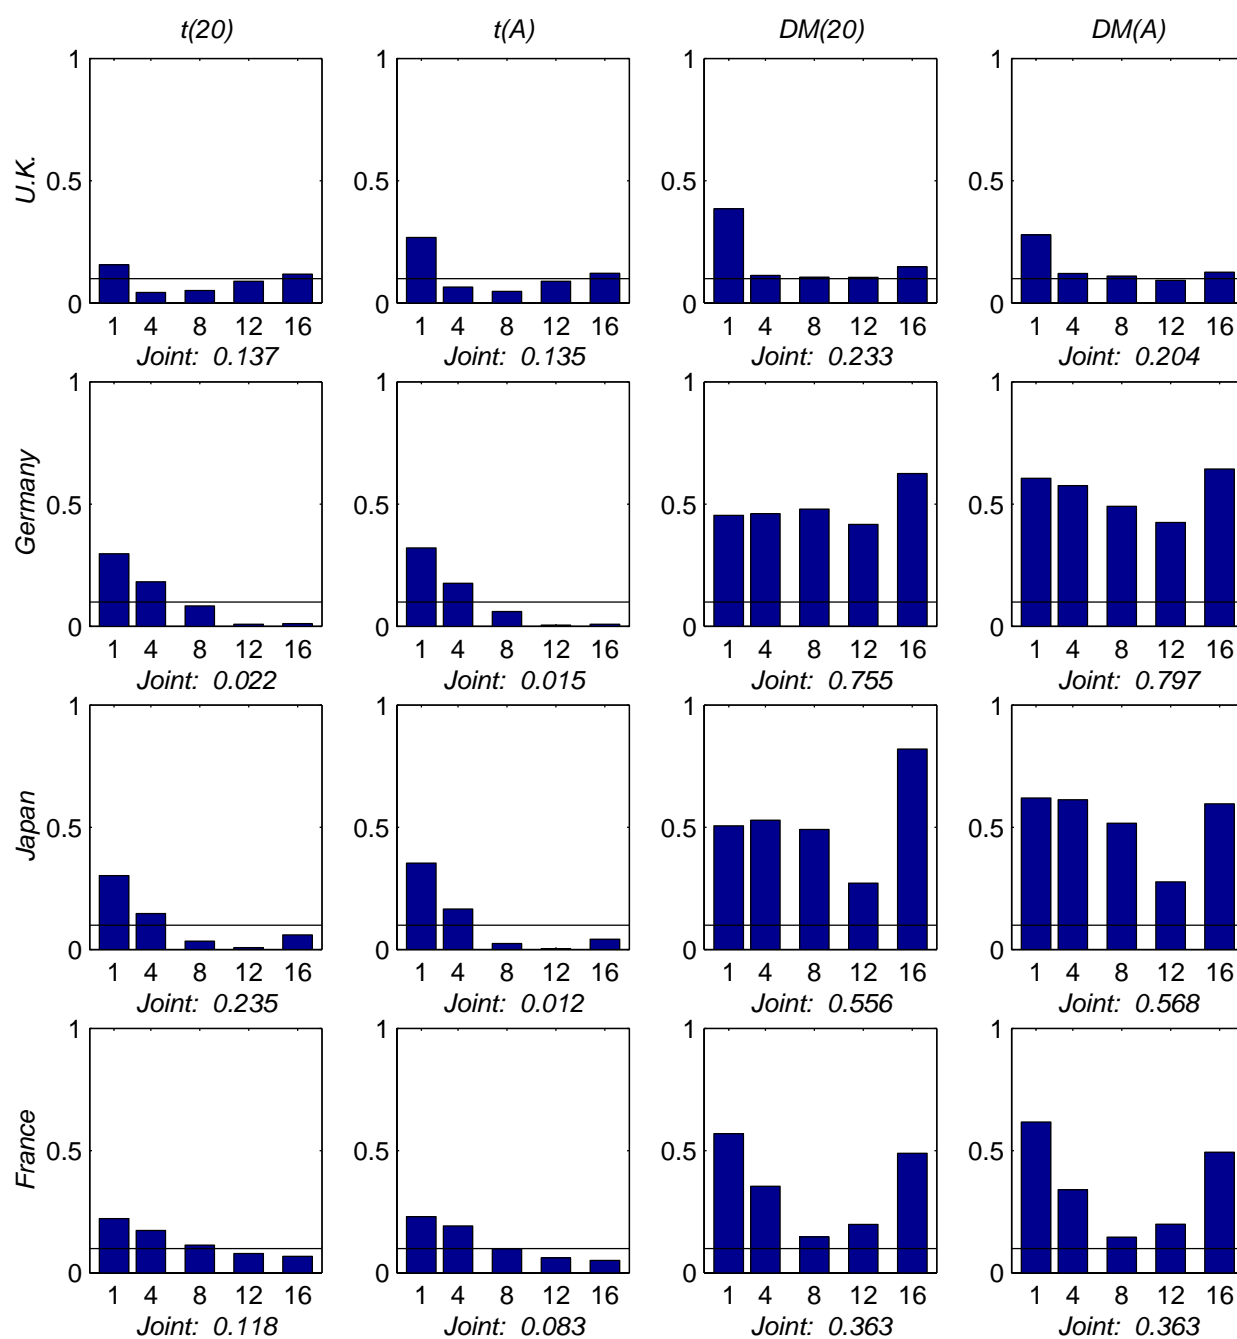 t(20) t(A) DM(20) DM(A)
1 1 1 1
U.K. 0.5 0.5 0.5 0.5
0 0 0 0
1 4 8 12 16 1 4 8 12 16 1 4 8 12 16 1 4 8 12 16
Joint: 0.137 Joint: 0.135 Joint: 0.233 Joint: 0.204
1 1 1 1
Germany 0.5 0.5 0.5 0.5
0 0 0 0
1 4 8 12 16 1 4 8 12 16 1 4 8 12 16 1 4 8 12 16
Joint: 0.022 Joint: 0.015 Joint: 0.755 Joint: 0.797
1 1 1 1
Japan 0.5 0.5 0.5 0.5
0 0 0 0
1 4 8 12 16 1 4 8 12 16 1 4 8 12 16 1 4 8 12 16
Joint: 0.235 Joint: 0.012 Joint: 0.556 Joint: 0.568
1 1 1 1
France 0.5 0.5 0.5 0.5
0 0 0 0
1 4 8 12 16 1 4 8 12 16 1 4 8 12 16 1 4 8 12 16
Joint: 0.118 Joint: 0.083 Joint: 0.363 Joint: 0.363